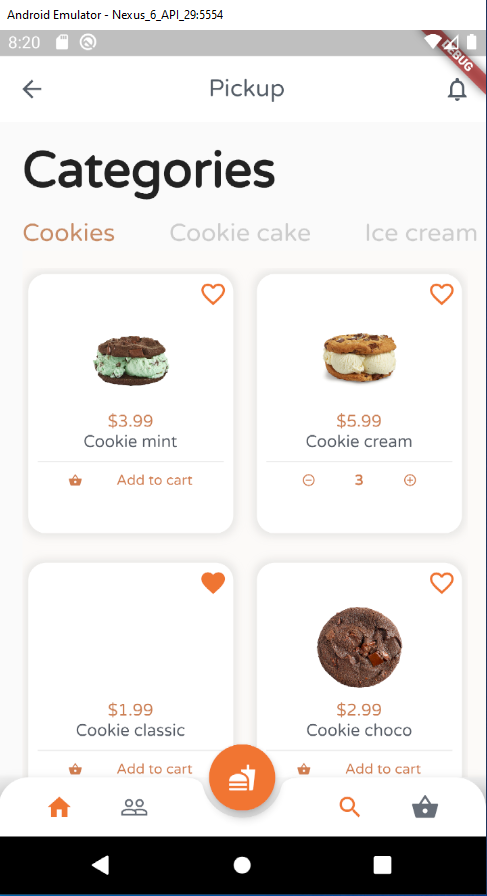 Android Emulator - Nexus_6_API_29:5554
8:20
DEBUG
Pickup
Categories
Cookies Cookie cake Ice cream
$3.99 $5.99
Cookie mint Cookie cream
Add to cart 3
$1.99 $2.99
Cookie classic Cookie choco
Add to cart Add to cart